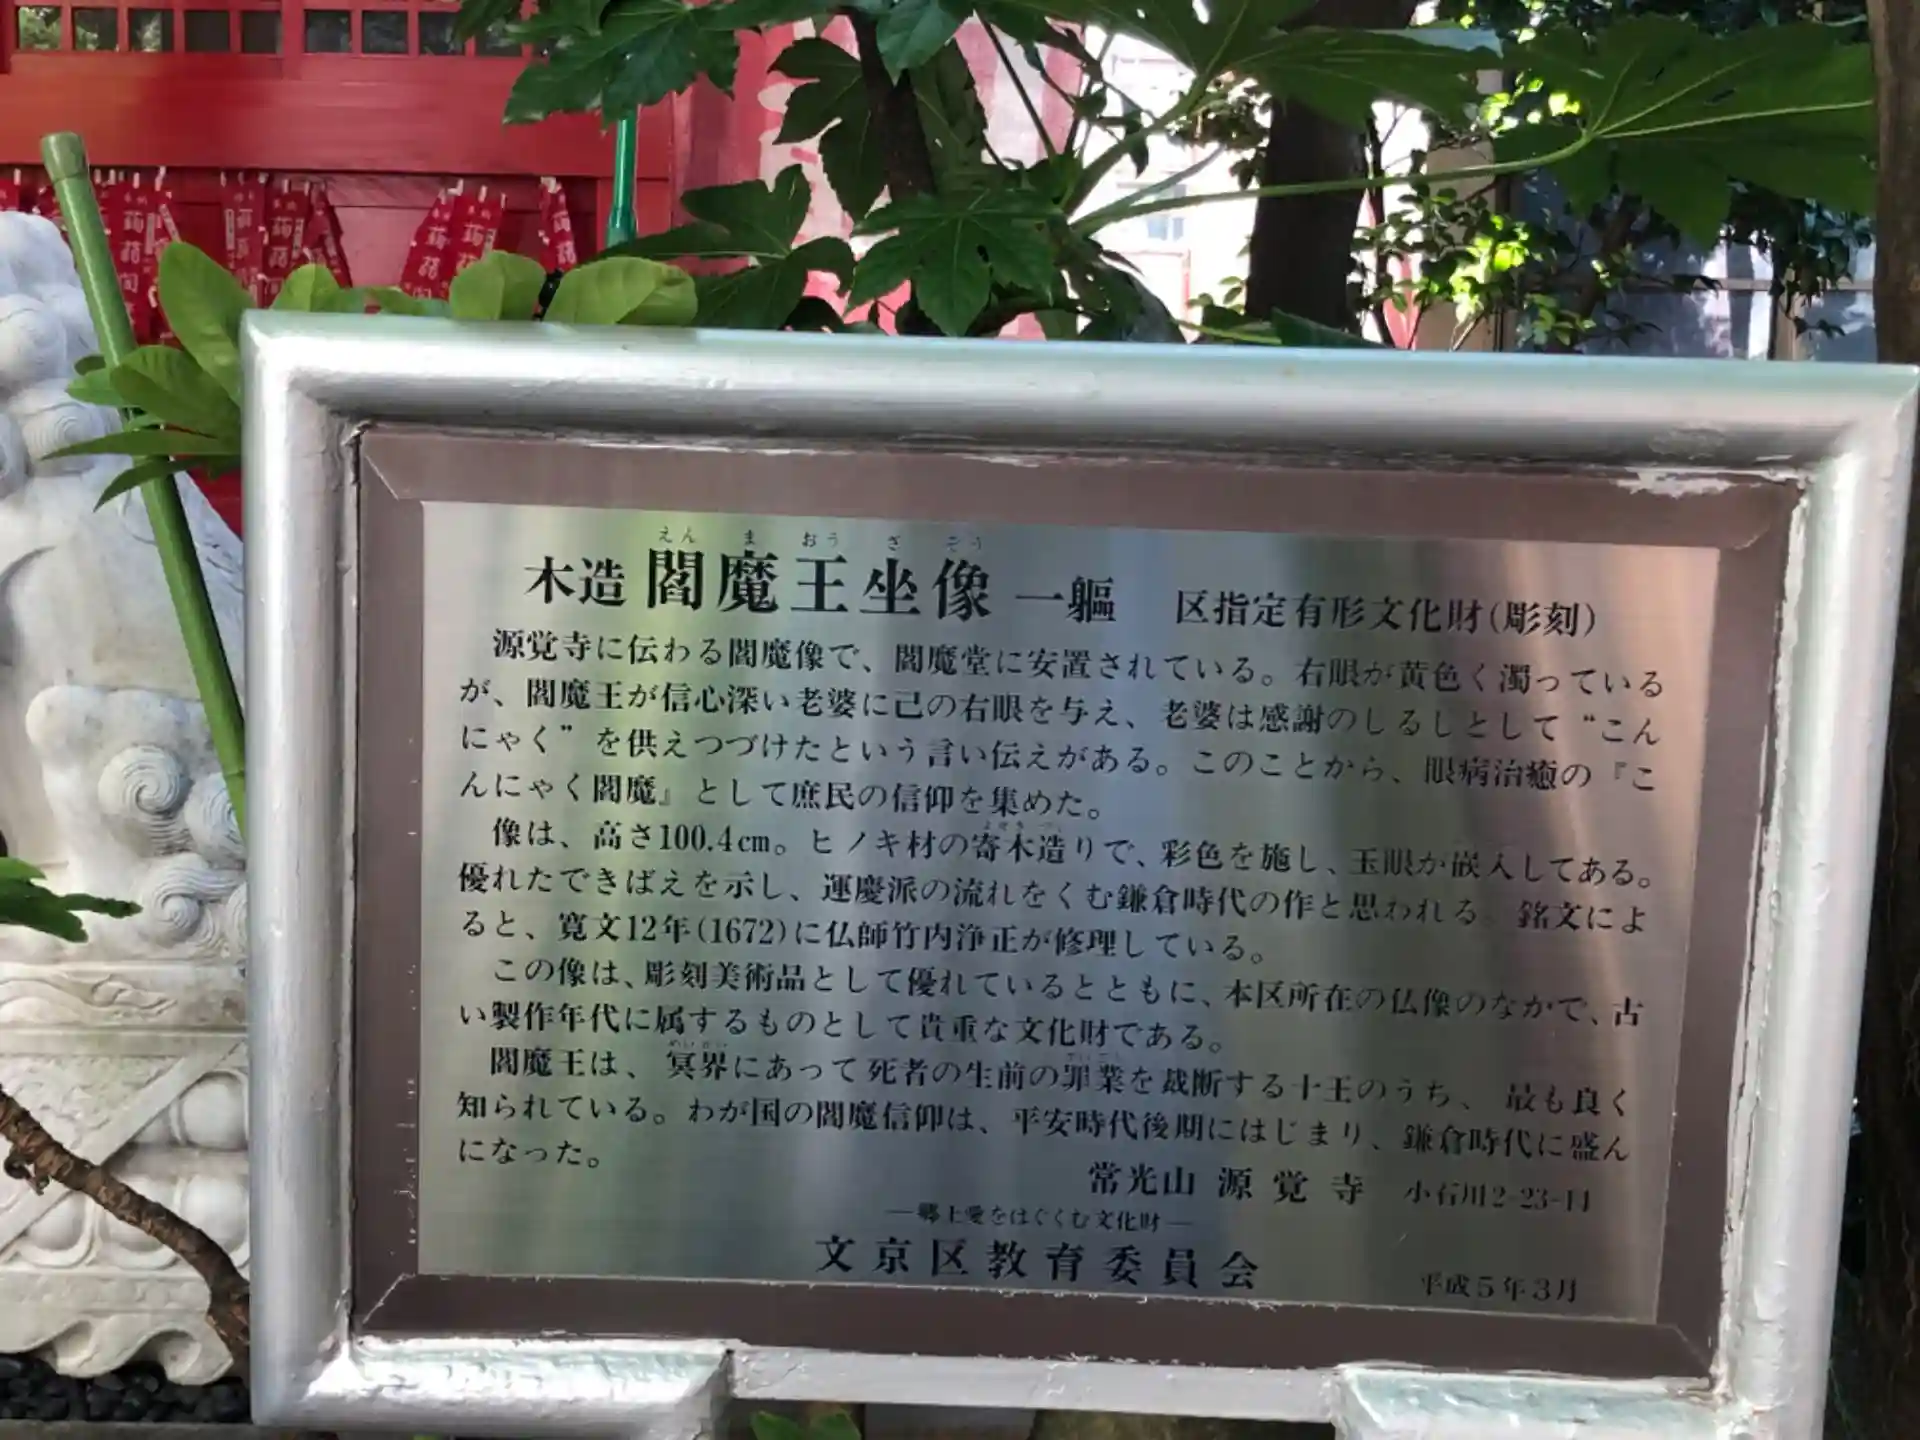 えん ま おう ざ ぞう
木造 閻魔王坐像 一軀 区指定有形文化財(彫刻)
源覚寺に伝わる閻魔像で、閻魔堂に安置されている。右眼が黄色く濁っている
が、閻魔王が信心深い老婆に己の右眼を与え、老婆は感謝のしるしとして“こん
にゃく”を供えつづけたという言い伝えがある。このことから、眼病治癒の『こ
んにゃく閻魔』として庶民の信仰を集めた。
像は、高さ100.4cm。ヒノキ材の寄木造りで、彩色を施し、玉眼が嵌入してある。
優れたできばえを示し、運慶派の流れをくむ鎌倉時代の作と思われる。銘文によ
ると、寛文12年(1672)に仏師竹内浄正が修理している。
この像は、彫刻美術品として優れているとともに、本区所在の仏像のなかで、古
い製作年代に属するものとして貴重な文化財である。
閻魔王は、冥界にあって死者の生前の罪業を裁断する十王のうち、最も良く
知られている。わが国の閻魔信仰は、平安時代後期にはじまり、鎌倉時代に盛ん
になった。
常光山 源覚寺 小石川2-23-14
―郷土愛をはぐくむ文化財―
文京区教育委員会
平成5年3月